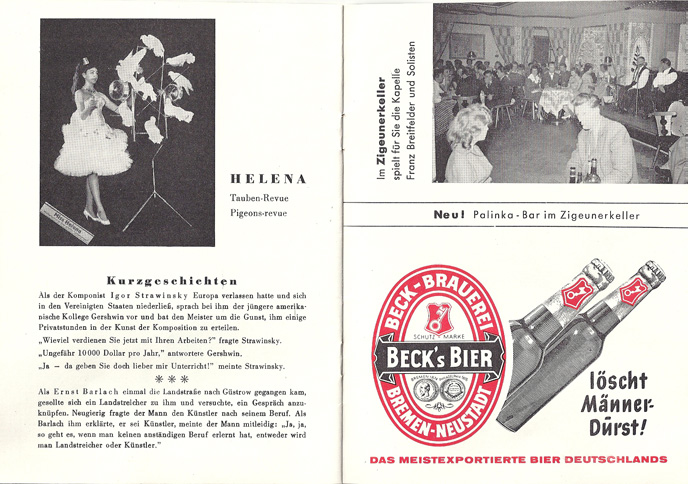 Miss Helena
HELENA
Tauben-Revue
Pigeons-revue
Kurzgeschichten
Als der Komponist Igor Strawinsky Europa verlassen hatte und sich
in den Vereinigten Staaten niederließ, sprach bei ihm der jüngere amerika-
nische Kollege Gershwin vor und bat den Meister um die Gunst, ihm einige
Privatstunden in der Kunst der Komposition zu erteilen.
„Wieviel verdienen Sie jetzt mit Ihren Arbeiten?" fragte Strawinsky.
„Ungefähr 10000 Dollar pro Jahr," antwortete Gershwin.
„Ja — da geben Sie doch lieber mir Unterricht!" meinte Strawinsky.
Als Ernst Barlach einmal die Landstraße nach Güstrow gegangen kam,
gesellte sich ein Landstreicher zu ihm und versuchte, ein Gespräch anzu-
knüpfen. Neugierig fragte der Mann den Künstler nach seinem Beruf. Als
Barlach ihm erklärte, er sei Künstler, meinte der Mann mitleidig: „Ja, ja,
so geht es, wenn man keinen anständigen Beruf erlernt hat, entweder wird
man Landstreicher oder Künstler."
Im Zigeunerkeller
spielt für Sie die Kapelle
Franz Breitfelder und Solisten
Neu! Palinka-Bar im Zigeunerkeller
BECK-BRAUEREI
SCHUTZ MARKE
BECK's BIER
BREMEN-NEUSTADT
löscht
Männer-
Dürst!
DAS MEISTEXPORTIERTE BIER DEUTSCHLANDS